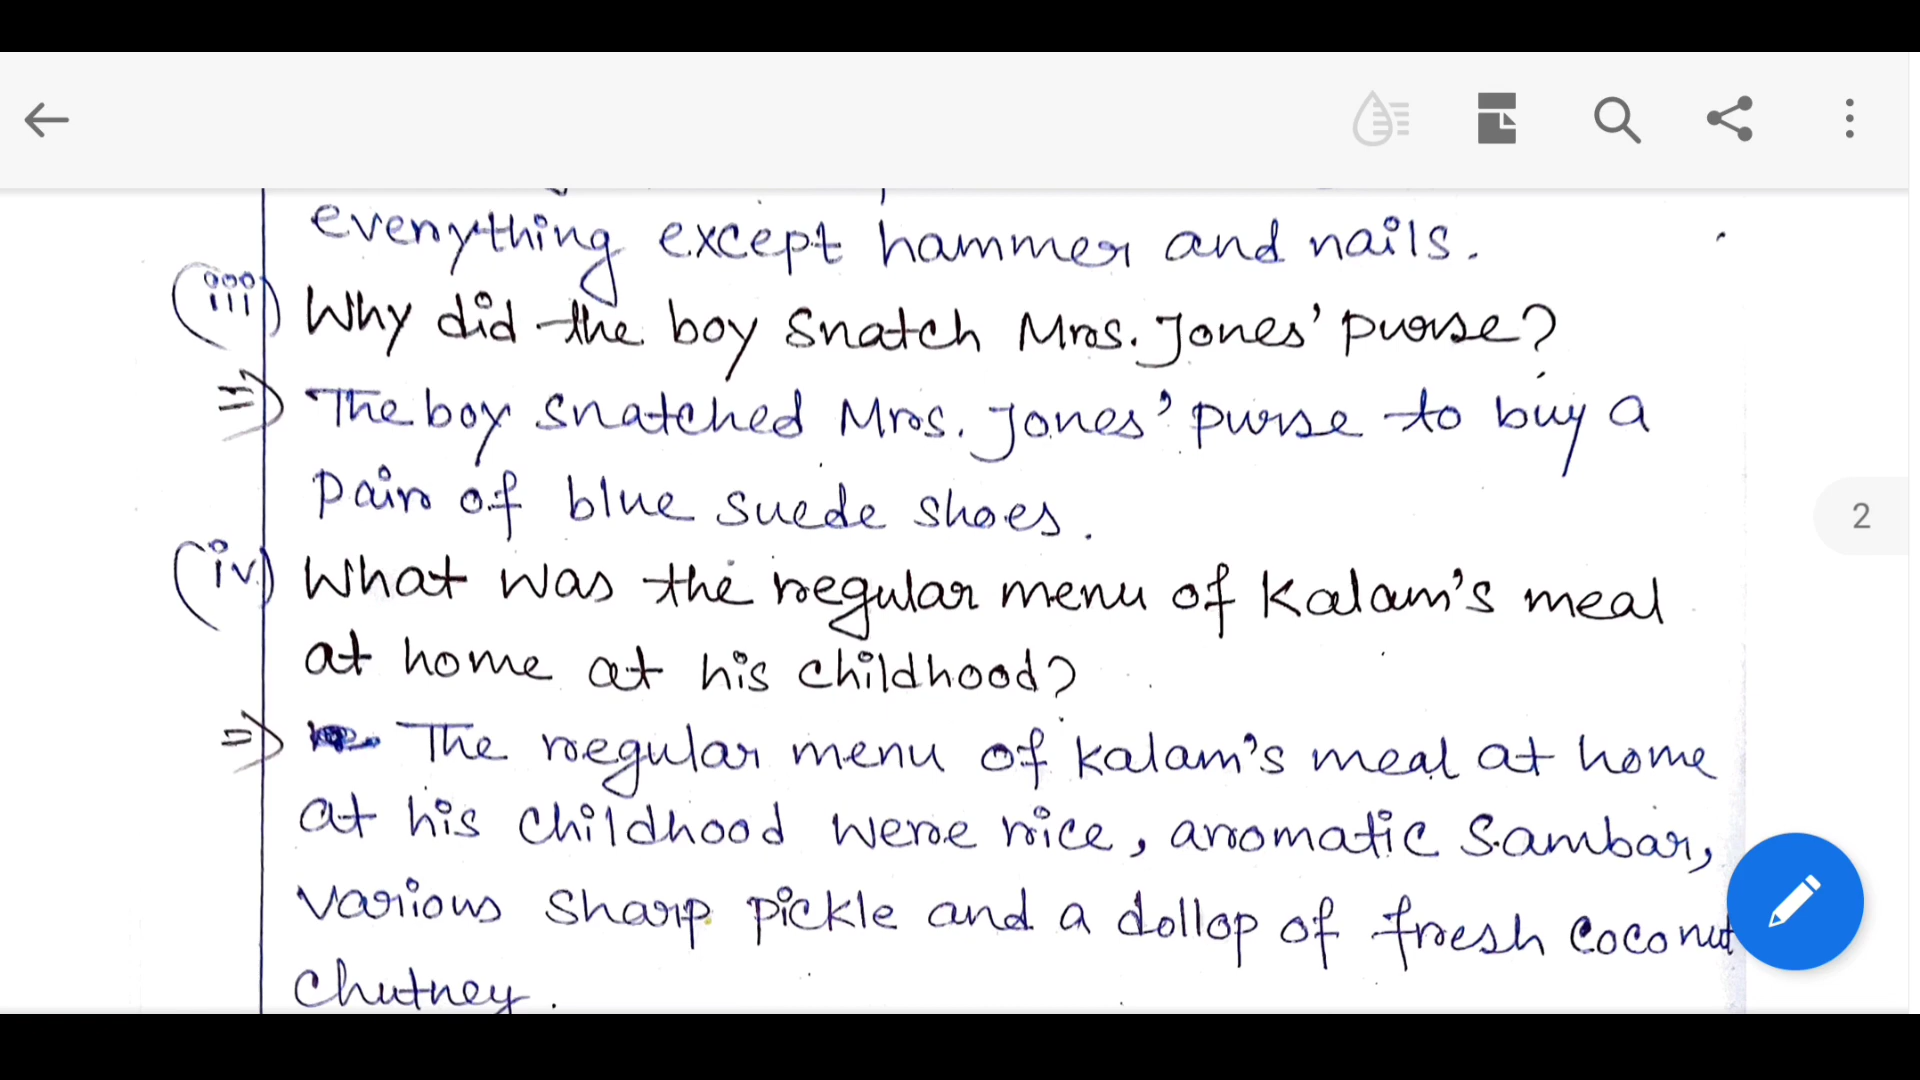 everything except hammer and nails.
(iii) Why did the boy snatch Mrs. Jones' purse?
=> The boy snatched Mrs. Jones' purse to buy a
pair of blue suede shoes.
(iv) What was the regular menu of Kalam's meal
at home at his childhood?
=> The regular menu of Kalam's meal at home
at his childhood were rice, aromatic Sambar,
various sharp pickle and a dollop of fresh coconut
chutney.
2